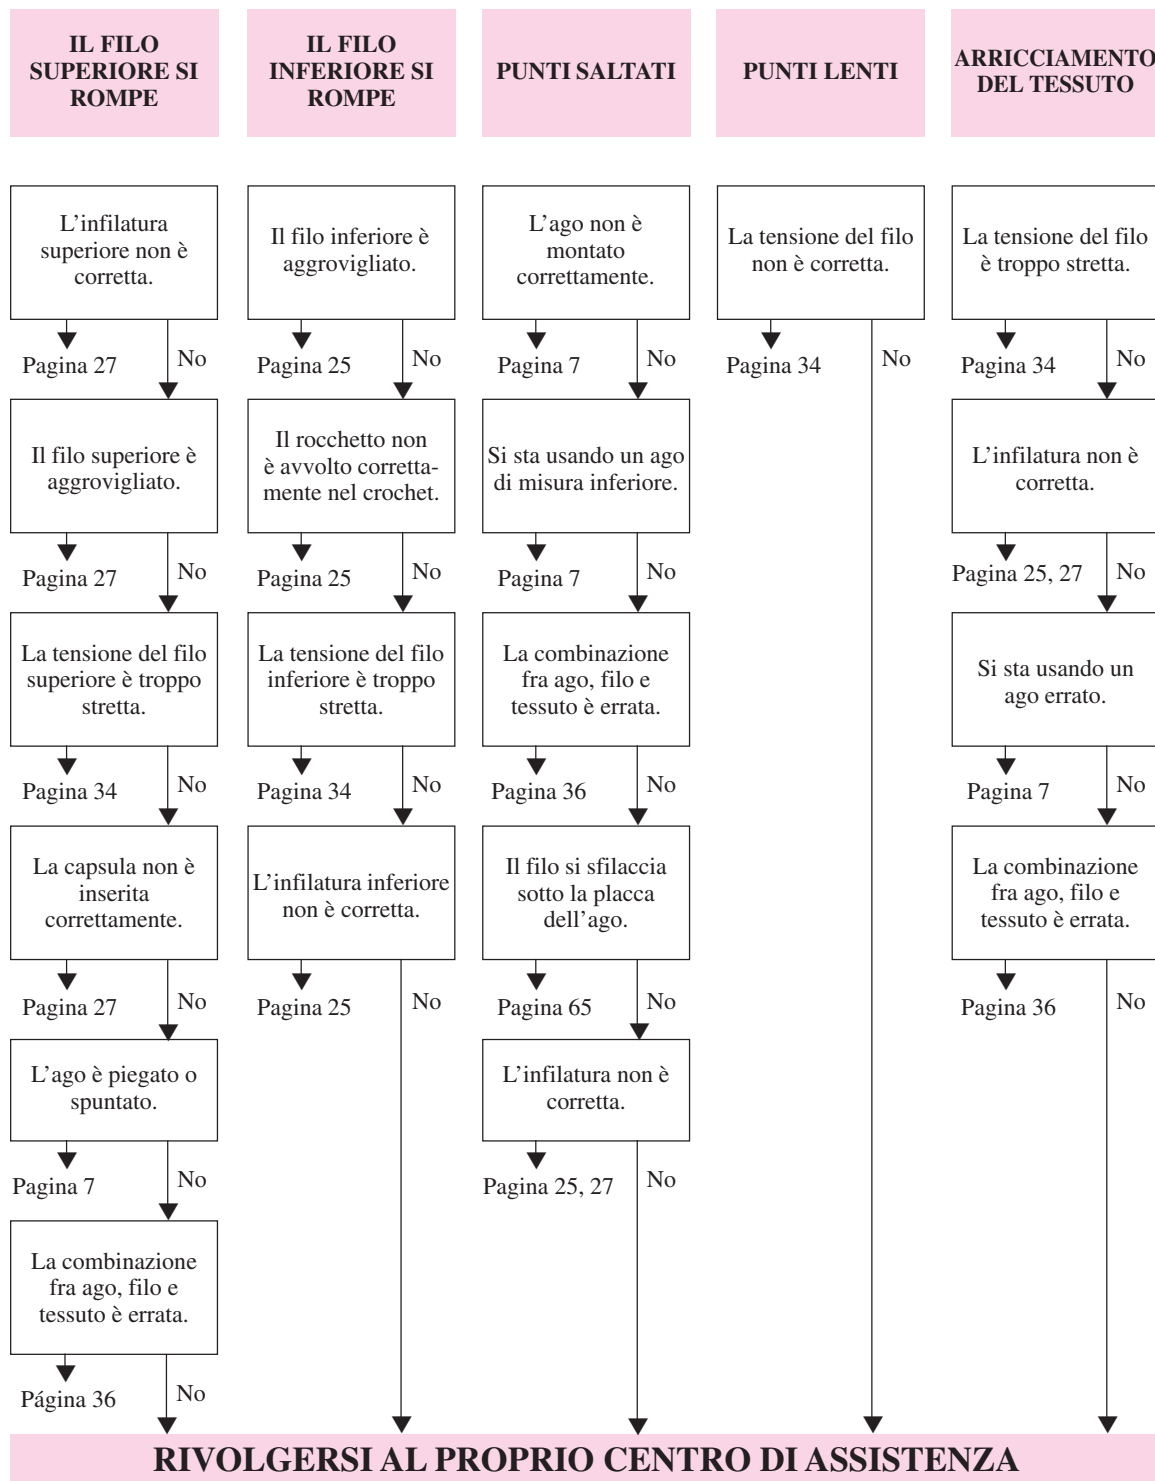 IL FILO
SUPERIORE SI
ROMPE
L'infilatura
superiore non è
corretta.
Pagina 27
No
Il filo superiore è
aggrovigliato.
Pagina 27
No
La tensione del filo
superiore è troppo
stretta.
Pagina 34
No
La capsula non è
inserita
correttamente.
Pagina 27
No
L'ago è piegato o
spuntato.
Pagina 7
No
La combinazione
fra ago, filo e
tessuto è errata.
Página 36
No
IL FILO
INFERIORE SI
ROMPE
Il filo inferiore è
aggrovigliato.
Pagina 25
No
Il rocchetto non
è avvolto corretta-
mente nel crochet.
Pagina 25
No
La tensione del filo
inferiore è troppo
stretta.
Pagina 34
No
L'infilatura inferiore
non è corretta.
Pagina 25
No
PUNTI SALTATI
L'ago non è
montato
correttamente.
Pagina 7
No
Si sta usando un ago
di misura inferiore.
Pagina 7
No
La combinazione
fra ago, filo e
tessuto è errata.
Pagina 36
No
Il filo si sfilaccia
sotto la placca
dell'ago.
Pagina 65
No
L'infilatura non è
corretta.
Pagina 25, 27
No
PUNTI LENTI
La tensione del filo
non è corretta.
Pagina 34
No
ARRICCIAMENTO
DEL TESSUTO
La tensione del filo
è troppo stretta.
Pagina 34
No
L'infilatura non è
corretta.
Pagina 25, 27
No
Si sta usando un
ago errato.
Pagina 7
No
La combinazione
fra ago, filo e
tessuto è errata.
Pagina 36
No
RIVOLGERSI AL PROPRIO CENTRO DI ASSISTENZA